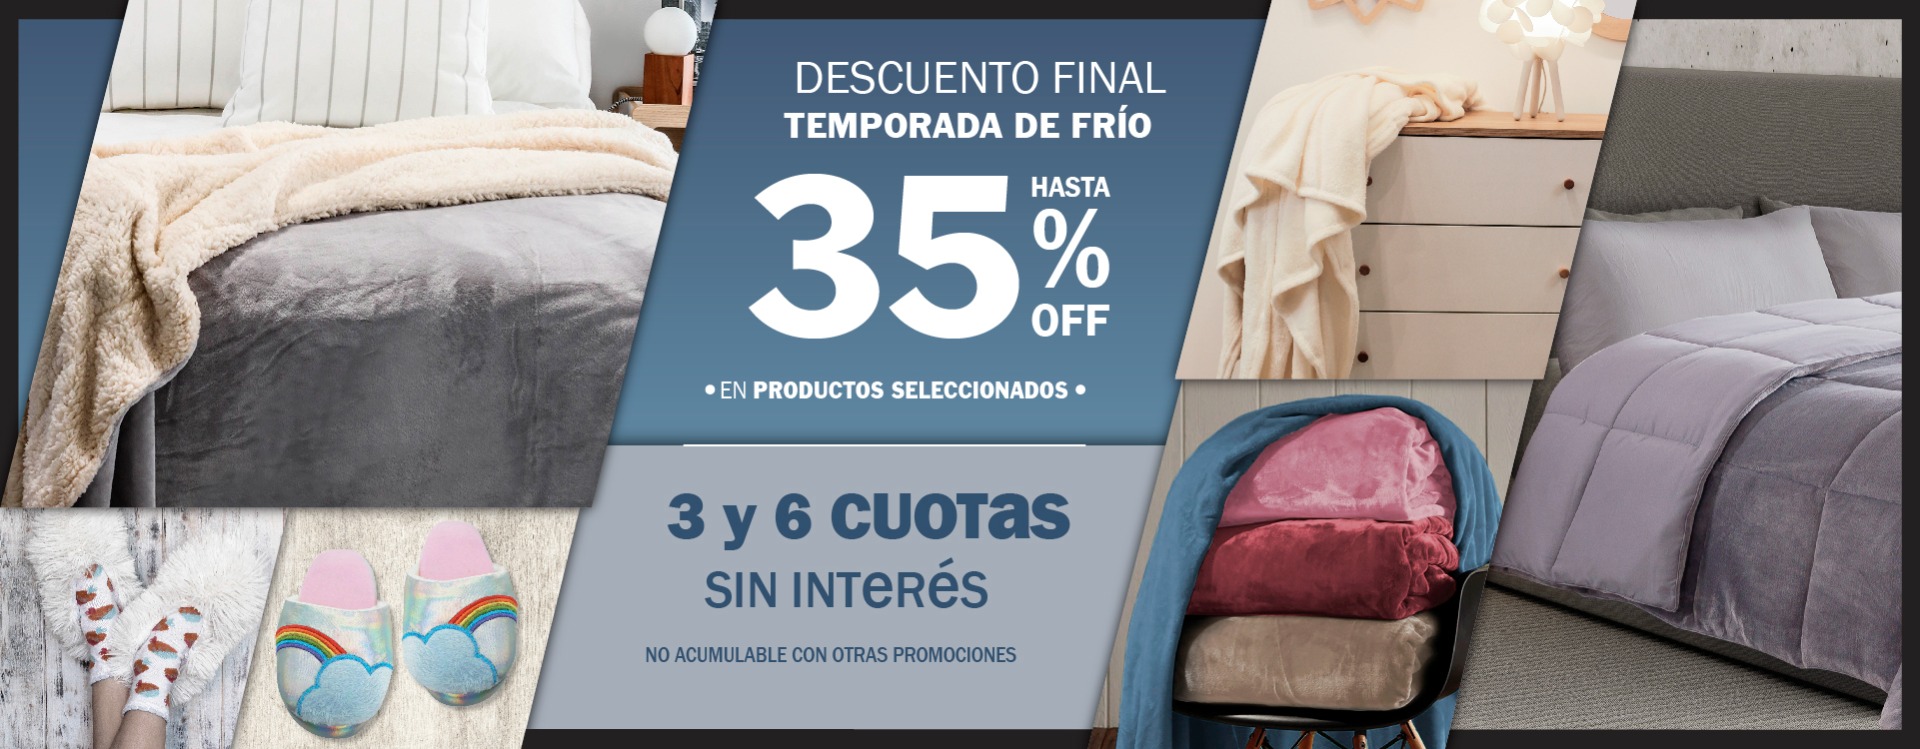 DESCUENTO FINAL
TEMPORADA DE FRÍO
35
HASTA
%
OFF
• EN PRODUCTOS SELECCIONADOS •
3 y 6 CUOTas
SIN INTerés
NO ACUMULABLE CON OTRAS PROMOCIONES